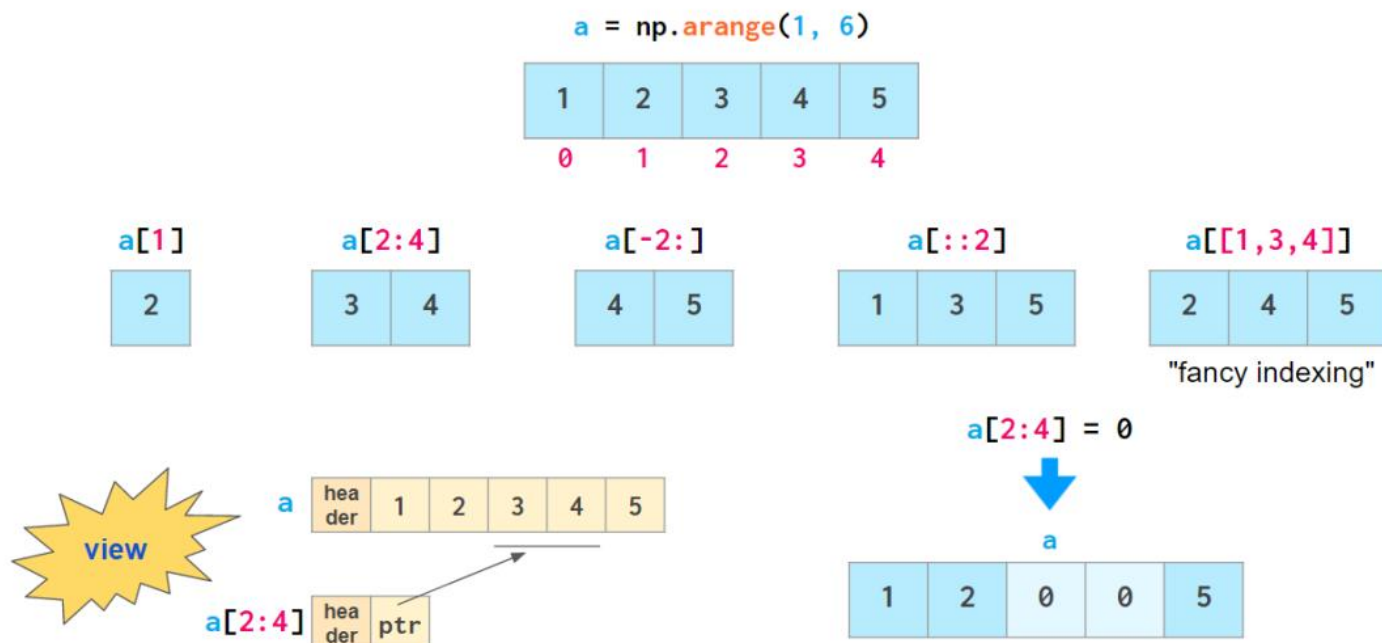 a = np.arange(1, 6)
1 2 3 4 5
0 1 2 3 4
a[1] a[2:4] a[-2:] a[::2] a[[1,3,4]]
2 3 4 4 5 1 3 5 2 4 5
"fancy indexing"
a[2:4] = 0
a hea
der 1 2 3 4 5
view
a[2:4] hea
der ptr
a
1 2 0 0 5